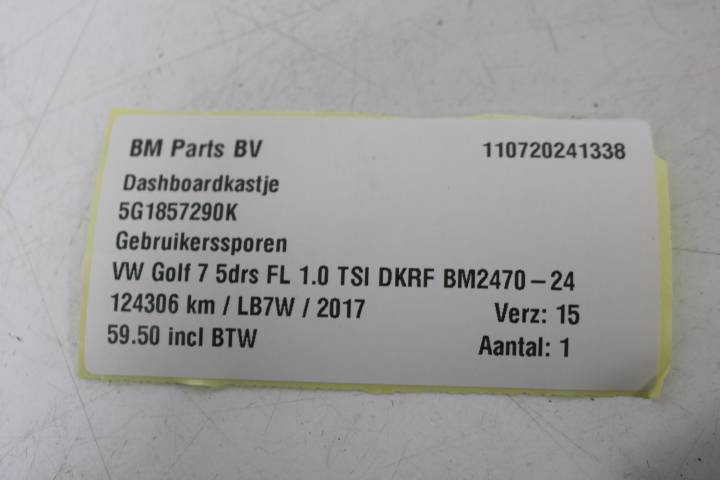 BM Parts BV 110720241338
Dashboardkastje
5G1857290K
Gebruikerssporen
VW Golf 7 5drs FL 1.0 TSI DKRF BM2470-24
124306 km / LB7W / 2017 Verz: 15
59.50 incl BTW Aantal: 1